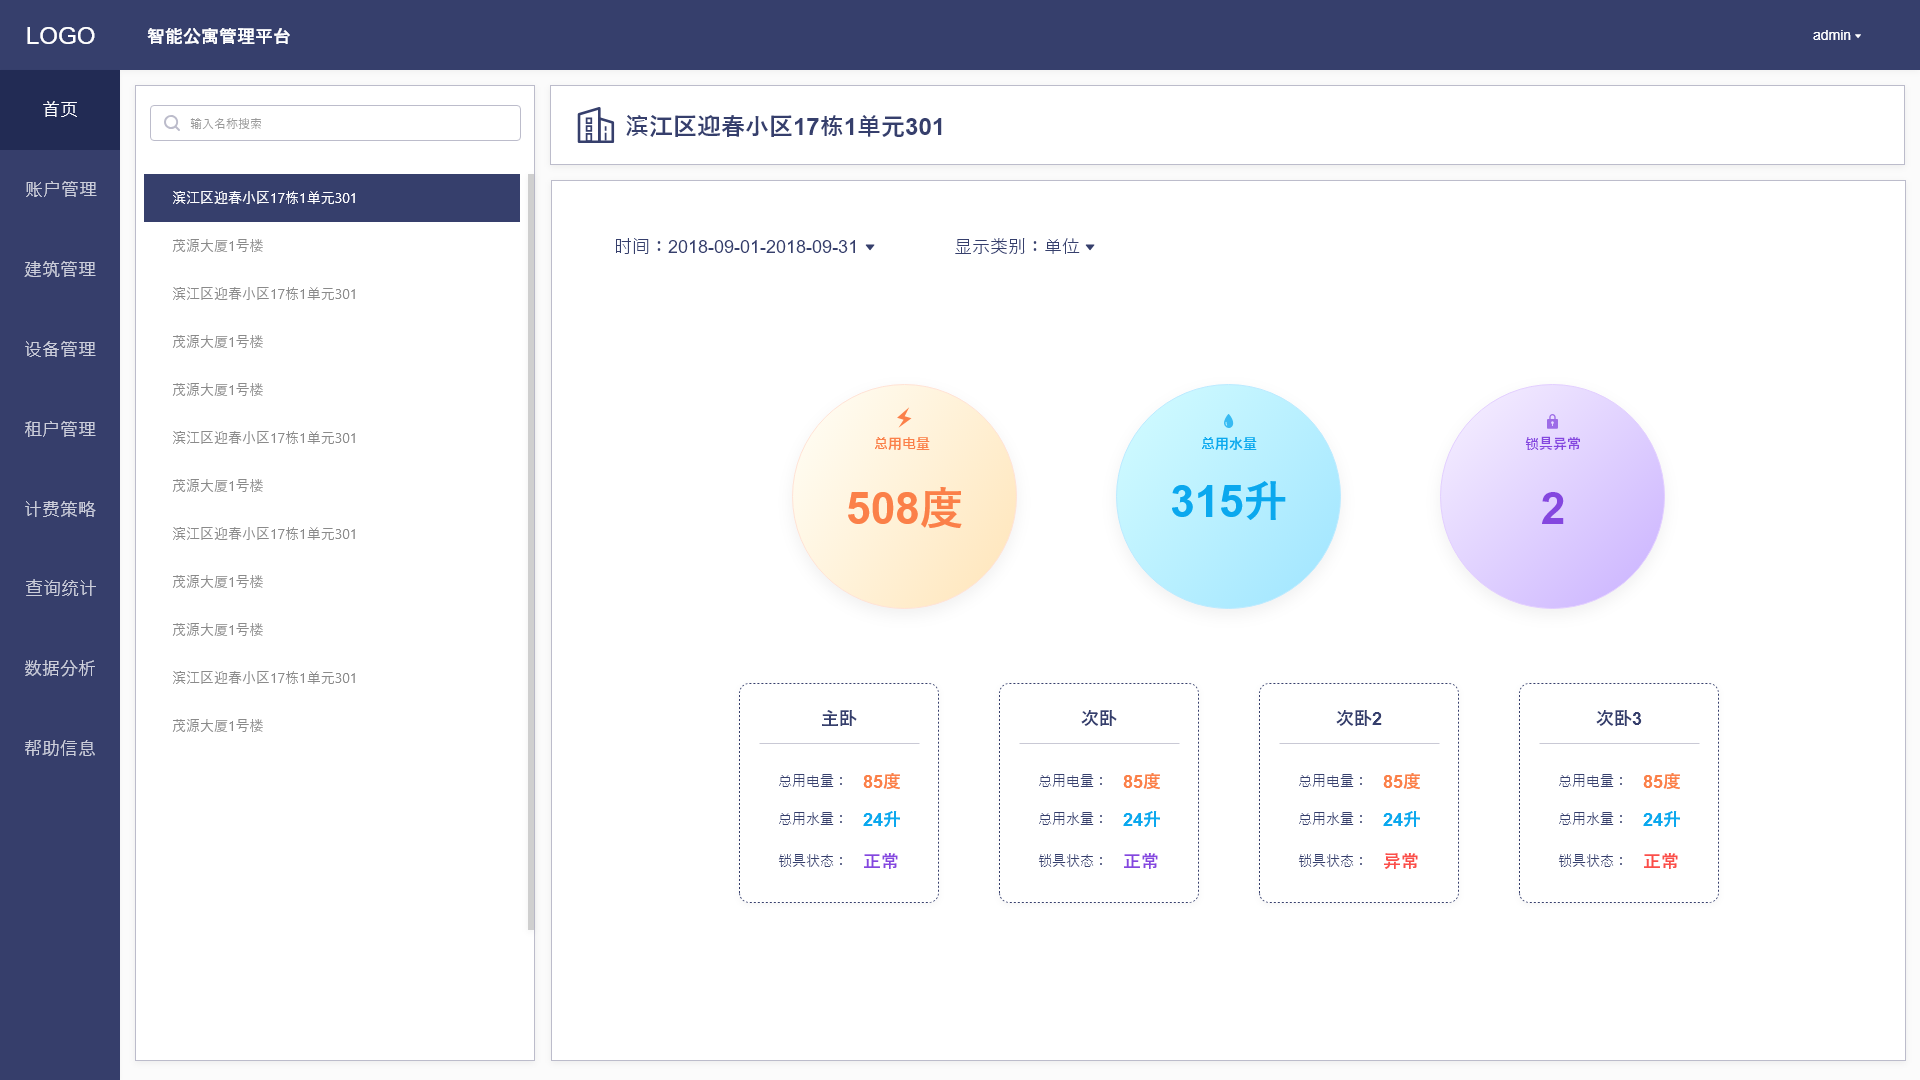 LOGO
智能公寓管理平台
admin
首页
账户管理
建筑管理
设备管理
租户管理
计费策略
查询统计
数据分析
帮助信息
输入名称搜索
滨江区迎春小区17栋1单元301
茂源大厦1号楼
滨江区迎春小区17栋1单元301
茂源大厦1号楼
茂源大厦1号楼
滨江区迎春小区17栋1单元301
茂源大厦1号楼
滨江区迎春小区17栋1单元301
茂源大厦1号楼
茂源大厦1号楼
滨江区迎春小区17栋1单元301
茂源大厦1号楼
滨江区迎春小区17栋1单元301
时间：2018-09-01-2018-09-31
显示类别：单位
总用电量
508度
总用水量
315升
锁具异常
2
主卧
总用电量： 85度
总用水量： 24升
锁具状态： 正常
次卧
总用电量： 85度
总用水量： 24升
锁具状态： 正常
次卧2
总用电量： 85度
总用水量： 24升
锁具状态： 异常
次卧3
总用电量： 85度
总用水量： 24升
锁具状态： 正常